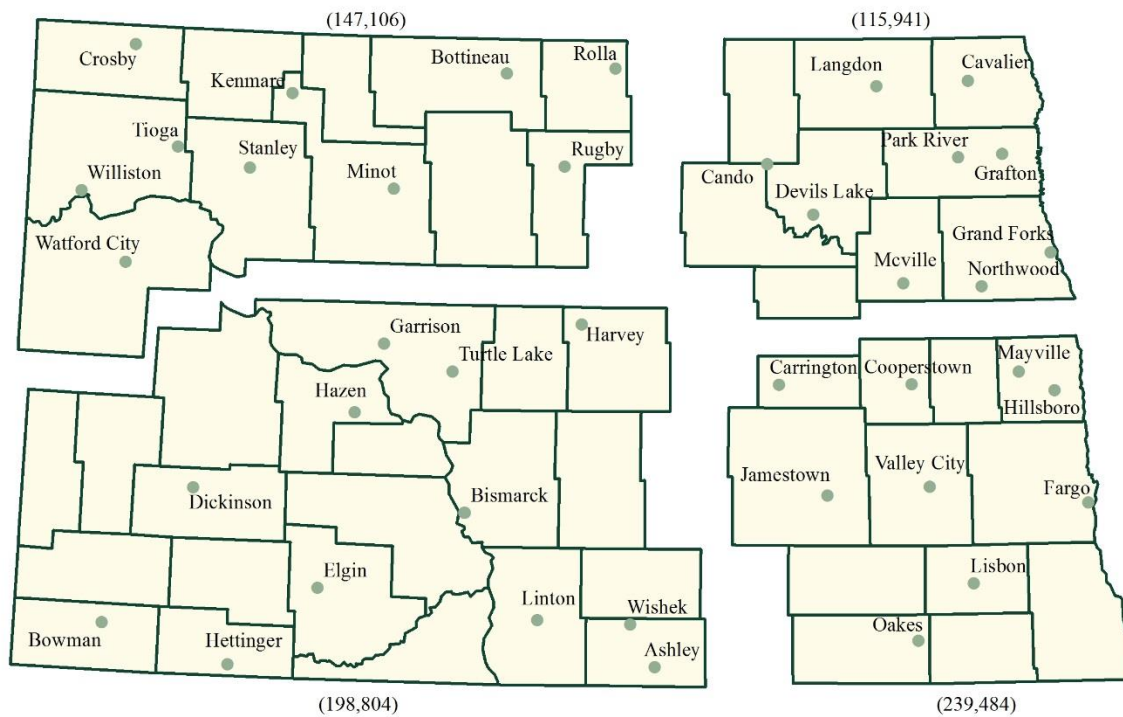 (147,106)
(115,941)
Crosby
Kenmare
Bottineau
Rolla
Tioga
Stanley
Williston
Minot
Rugby
Watford City
Langdon
Cavalier
Park River
Grafton
Cando
Devils Lake
Grand Forks
Mcville
Northwood
Garrison
Harvey
Turtle Lake
Hazen
Dickinson
Bismarck
Elgin
Linton
Wishek
Bowman
Hettinger
Ashley
Carrington
Cooperstown
Mayville
Hillsboro
Jamestown
Valley City
Fargo
Lisbon
Oakes
(198,804)
(239,484)